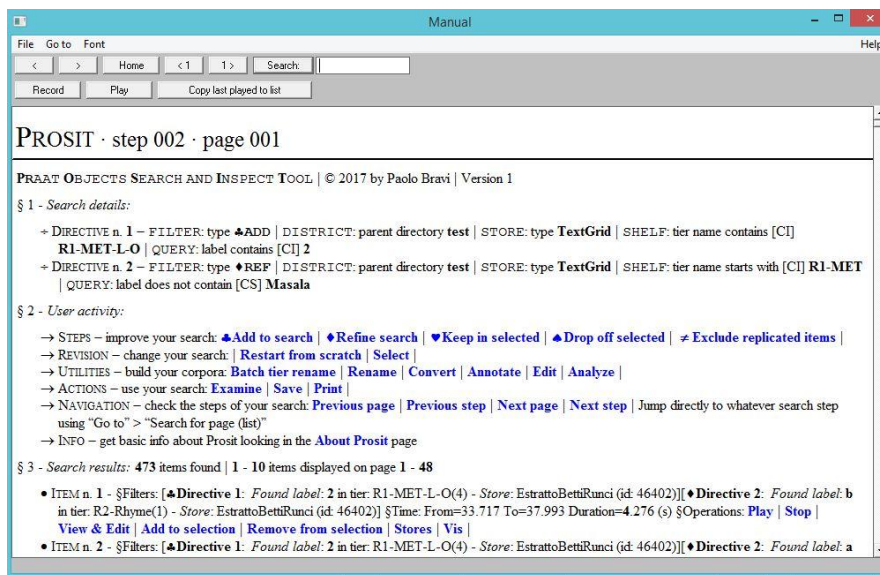 Manual
File Go to Font Help
< > Home < 1 1 > Search:
Record Play Copy last played to list
PROSIT · step 002 · page 001
PRAAT OBJECTS SEARCH AND INSPECT TOOL | © 2017 by Paolo Bravi | Version 1
§ 1 - Search details:
÷ DIRECTIVE n. 1 – FILTER: type ♣ADD | DISTRICT: parent directory test | STORE: type TextGrid | SHELF: tier name contains [CI]
R1-MET-L-O | QUERY: label contains [CI] 2
÷ DIRECTIVE n. 2 – FILTER: type ♦REF | DISTRICT: parent directory test | STORE: type TextGrid | SHELF: tier name starts with [CI] R1-MET
| QUERY: label does not contain [CS] Masala
§ 2 - User activity:
→ STEPS – improve your search: ♣Add to search | ♦Refine search | ♥Keep in selected | ♠Drop off selected | ≠ Exclude replicated items |
→ REVISION – change your search: | Restart from scratch | Select |
→ UTILITIES – build your corpora: Batch tier rename | Rename | Convert | Annotate | Edit | Analyze |
→ ACTIONS – use your search: Examine | Save | Print |
→ NAVIGATION – check the steps of your search: Previous page | Previous step | Next page | Next step | Jump directly to whatever search step
using “Go to” > “Search for page (list)”
→ INFO – get basic info about Prosit looking in the About Prosit page
§ 3 - Search results: 473 items found | 1 - 10 items displayed on page 1 - 48
• ITEM n. 1 - §Filters: [♣Directive 1: Found label: 2 in tier: R1-MET-L-O(4) - Store: EstrattoBettiRunci (id: 46402)][♦Directive 2: Found label: b
in tier: R2-Rhyme(1) - Store: EstrattoBettiRunci (id: 46402)] §Time: From=33.717 To=37.993 Duration=4.276 (s) §Operations: Play | Stop |
View & Edit | Add to selection | Remove from selection | Stores | Vis |
• ITEM n. 2 - §Filters: [♣Directive 1: Found label: 2 in tier: R1-MET-L-O(4) - Store: EstrattoBettiRunci (id: 46402)][♦Directive 2: Found label: a